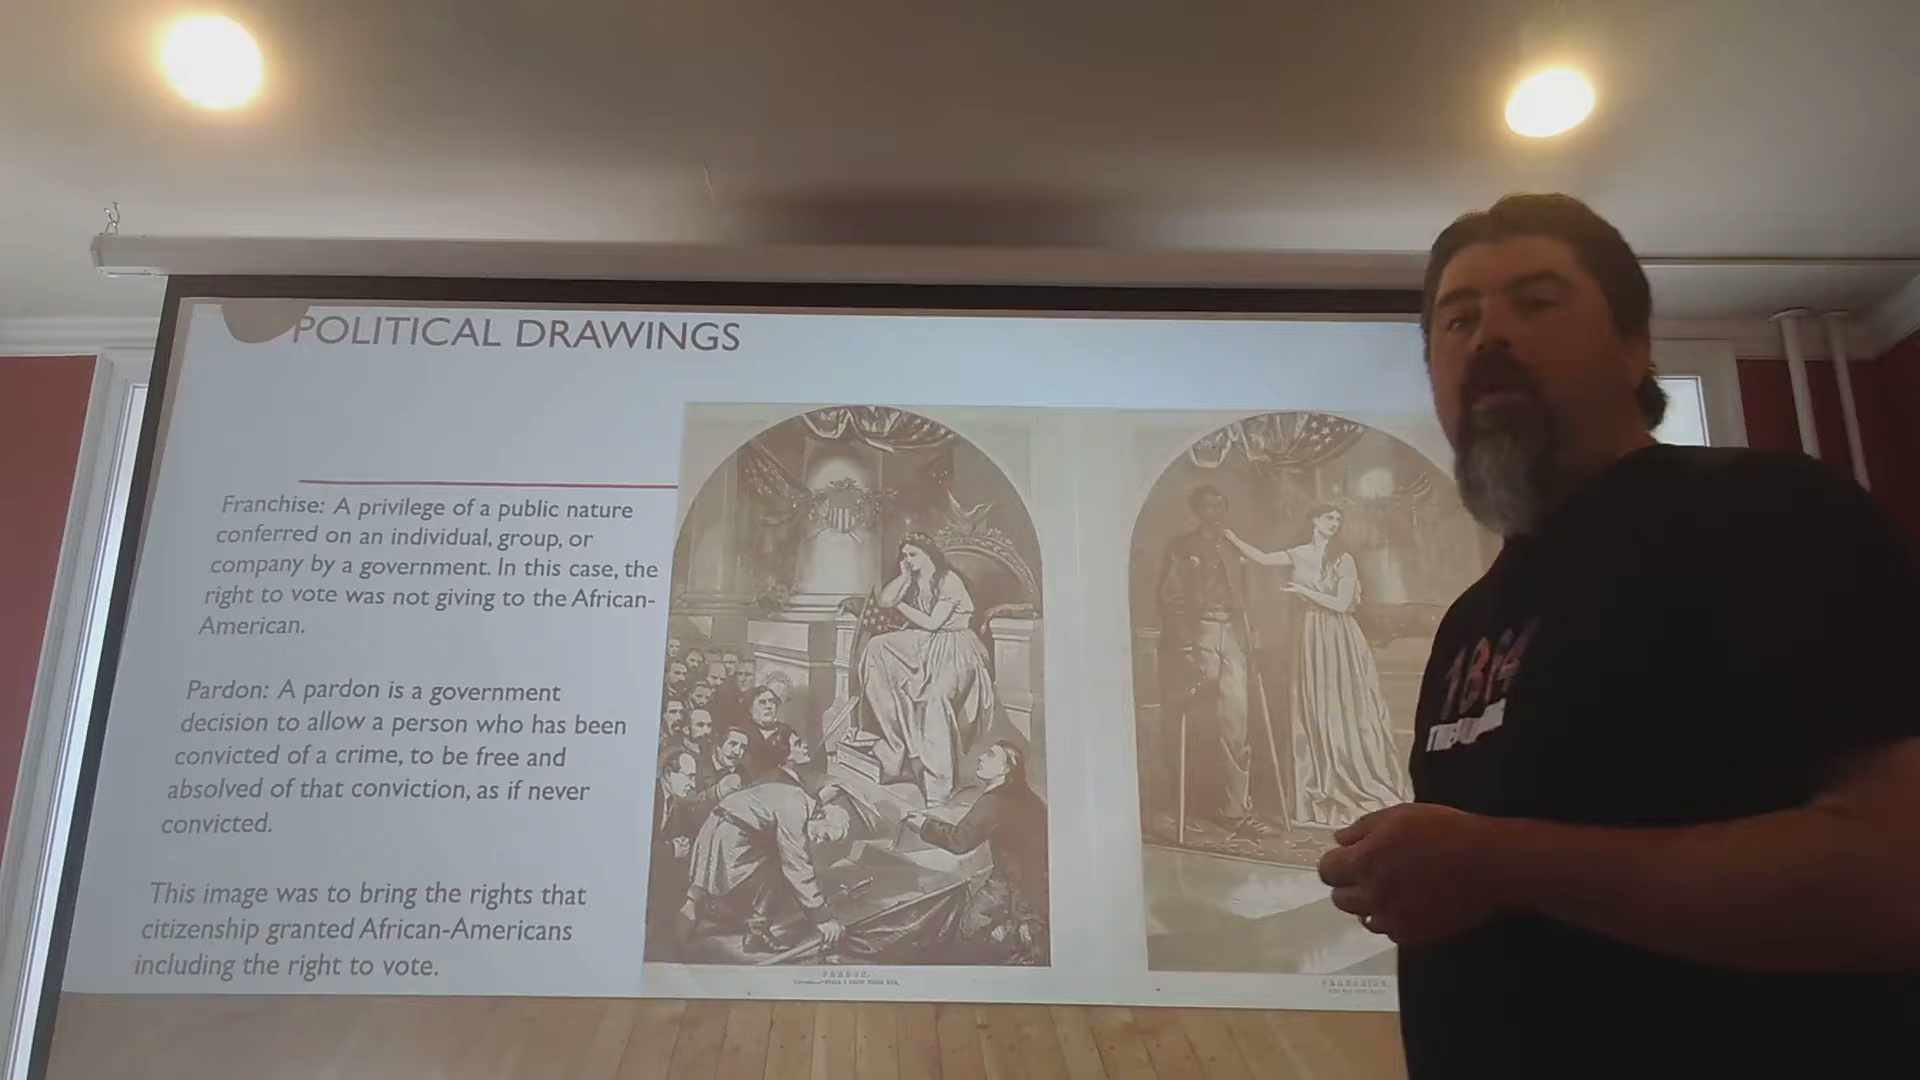 POLITICAL DRAWINGS
Franchise: A privilege of a public nature
conferred on an individual, group, or
company by a government. In this case, the
right to vote was not giving to the African-
American.
Pardon: A pardon is a government
decision to allow a person who has been
convicted of a crime, to be free and
absolved of that conviction, as if never
convicted.
This image was to bring the rights that
citizenship granted African-Americans
including the right to vote.
PARDON.
FRANCHISE.